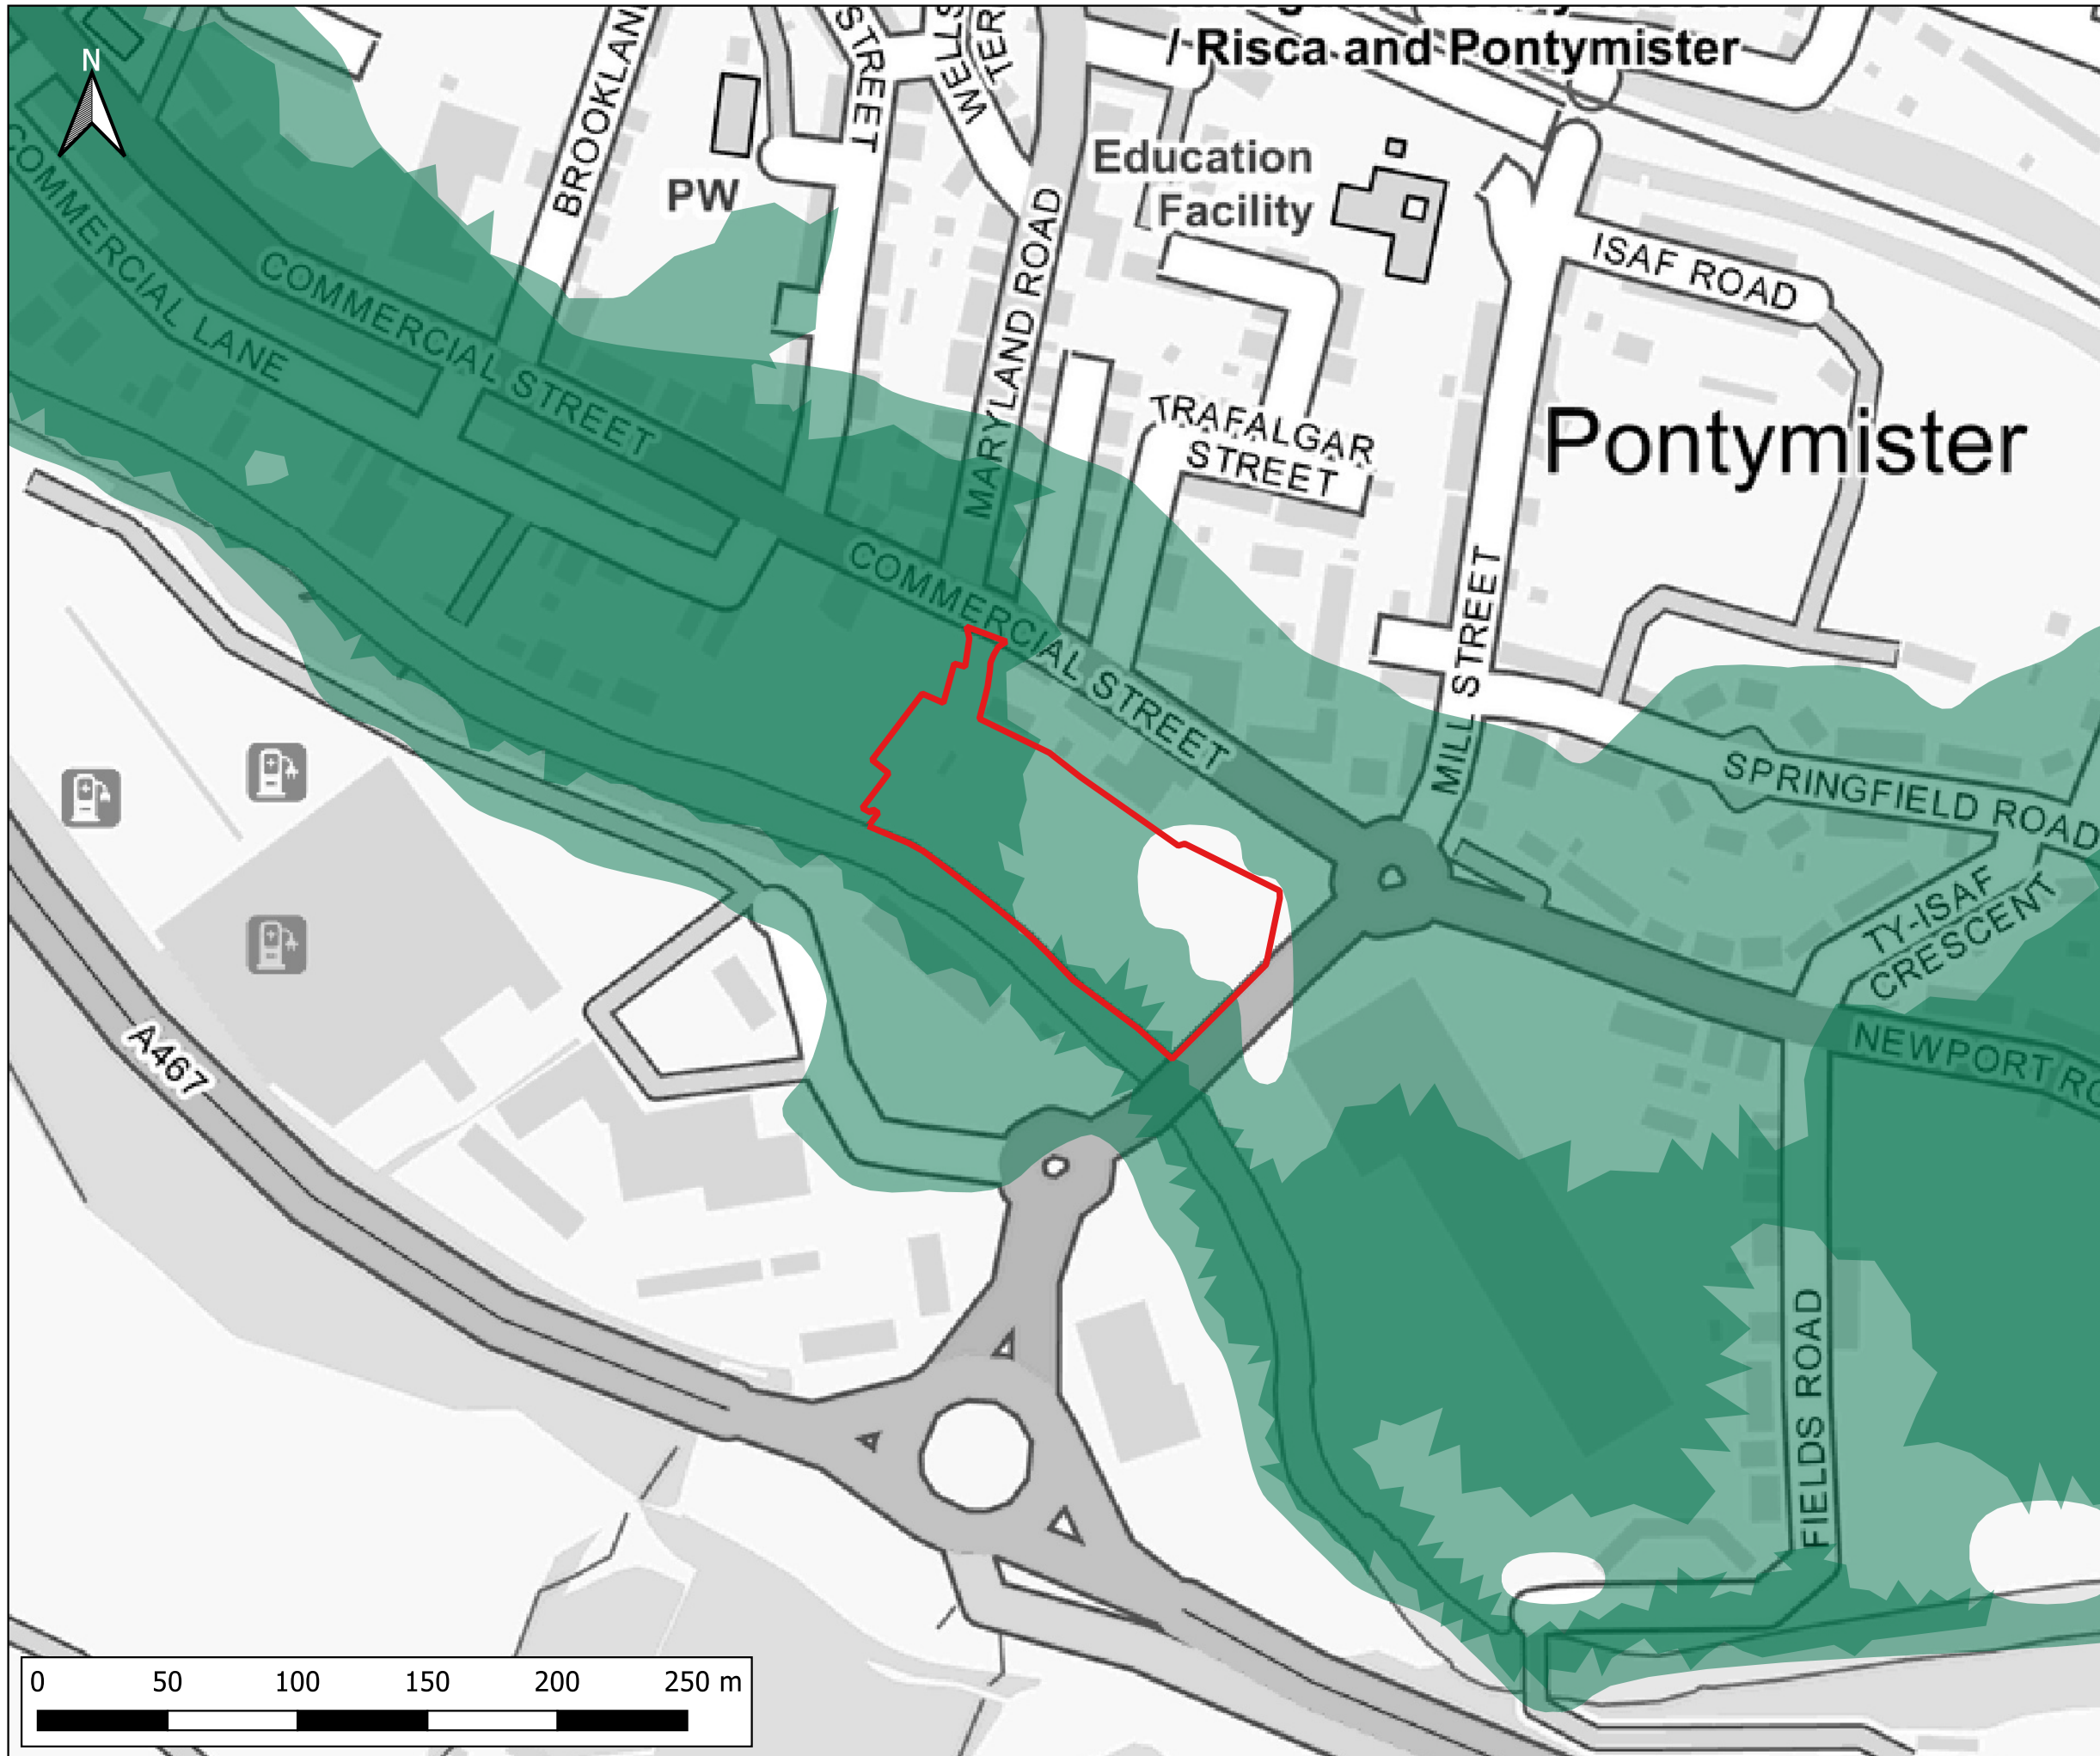 / Risca and Pontymister
N
BROOKLAN
STREET
WELL
TER
PW
Education
Facility
MARYLAND ROAD
ISAF ROAD
COMMERCIAL LANE
COMMERCIAL STREET
TRAFALGAR
STREET
Pontymister
COMMERCIAL STREET
MILL STREET
SPRINGFIELD ROAD
TY-ISAF
CRESCENT
NEWPORT RO
A467
FIELDS ROAD
0 50 100 150 200 250 m